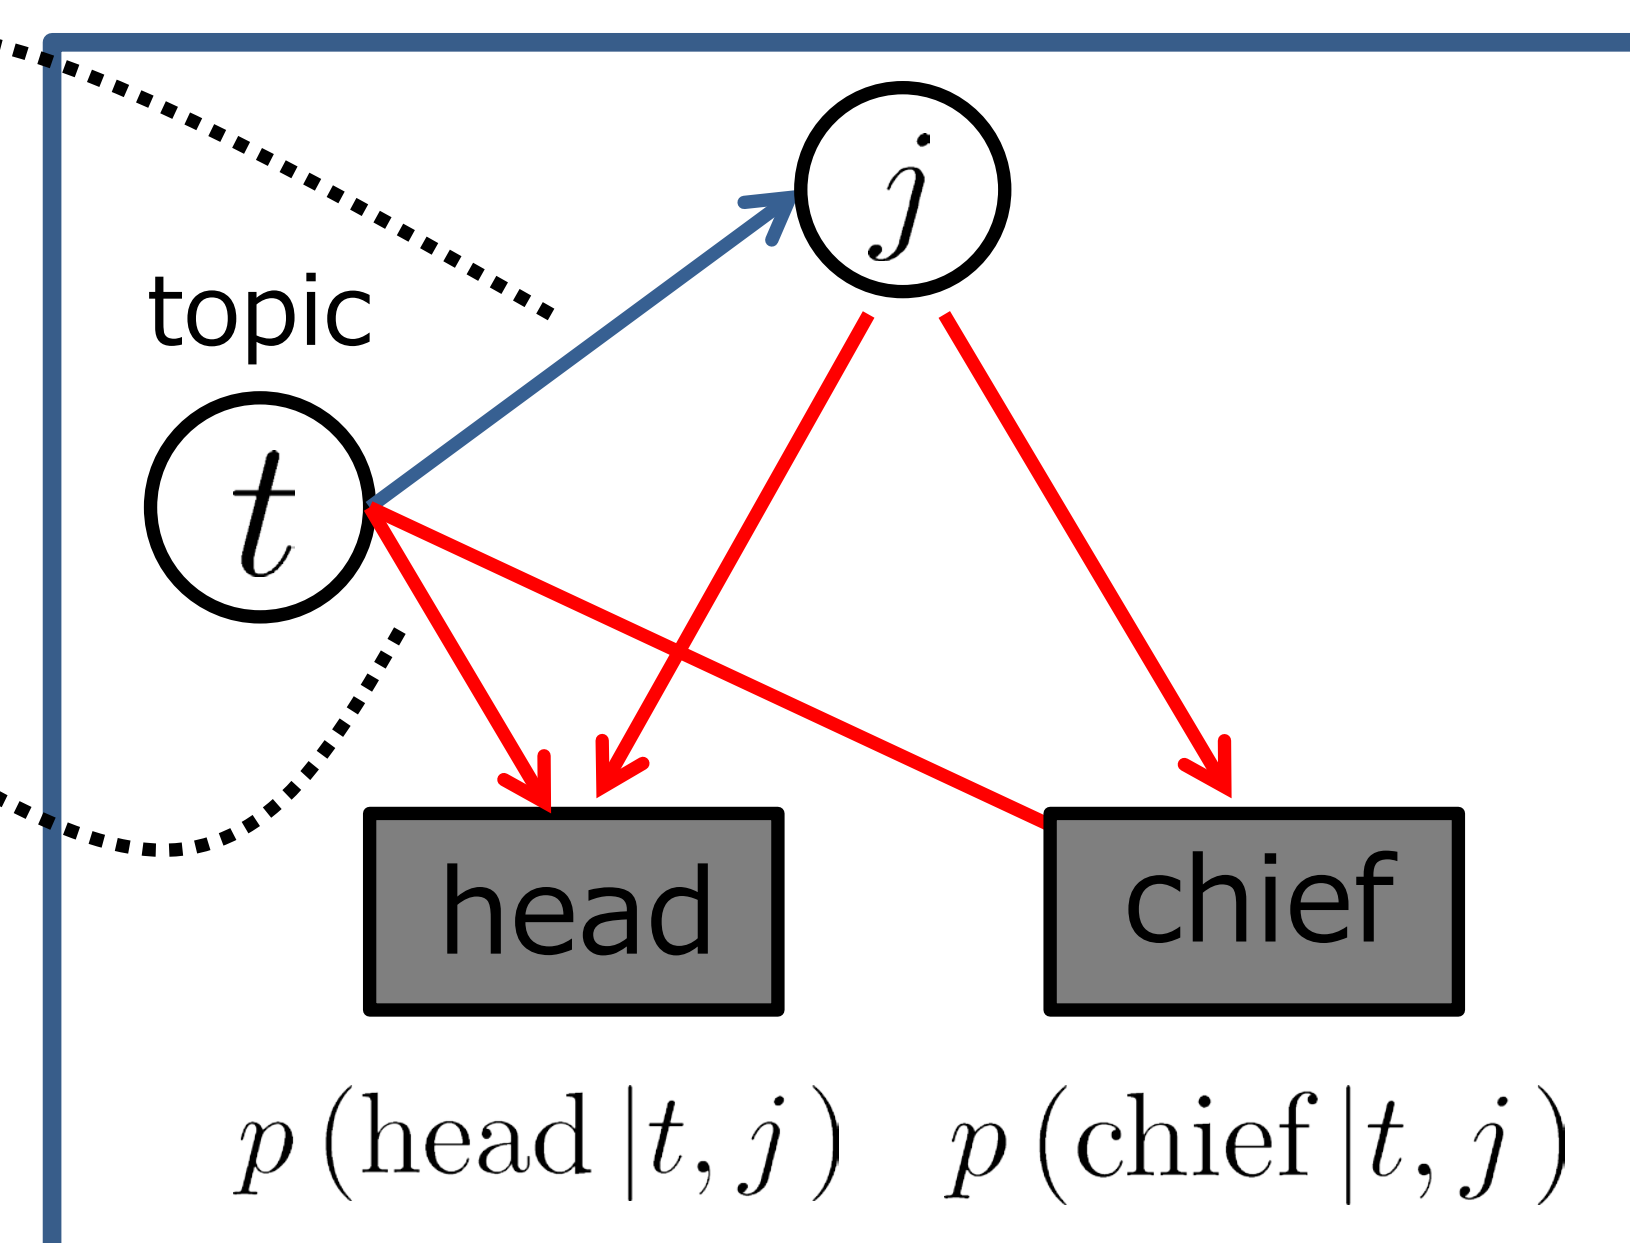 j
topic
t
head chief
p (head |t, j ) p (chief |t, j )